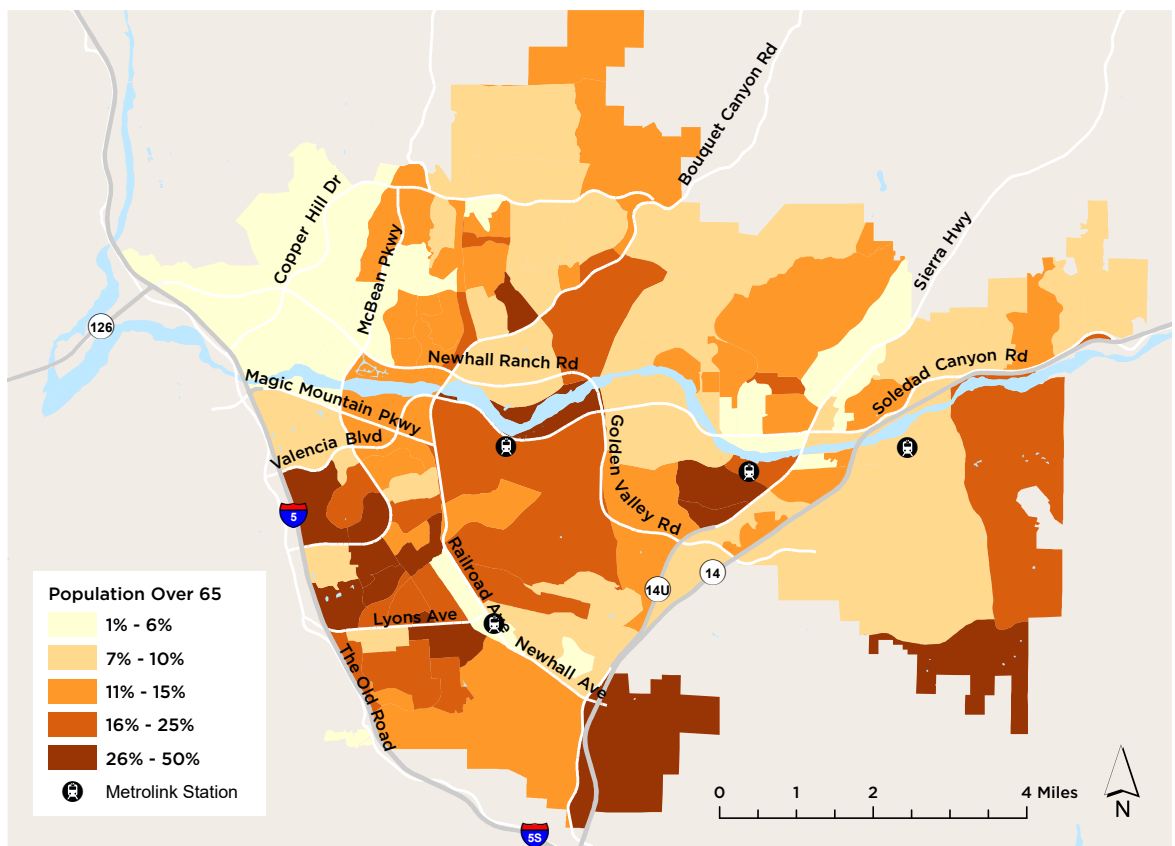 Bouquet Canyon Rd
Copper Hill Dr
McBean Pkwy
Sierra Hwy
126
Newhall Ranch Rd
Soledad Canyon Rd
Magic Mountain Pkwy
Valencia Blvd
Golden Valley Rd
5
Railroad Ave
14
14U
Lyons Ave
Newhall Ave
The Old Road
Population Over 65
1% - 6%
7% - 10%
11% - 15%
16% - 25%
26% - 50%
Metrolink Station
0 1 2 4 Miles
N
5S